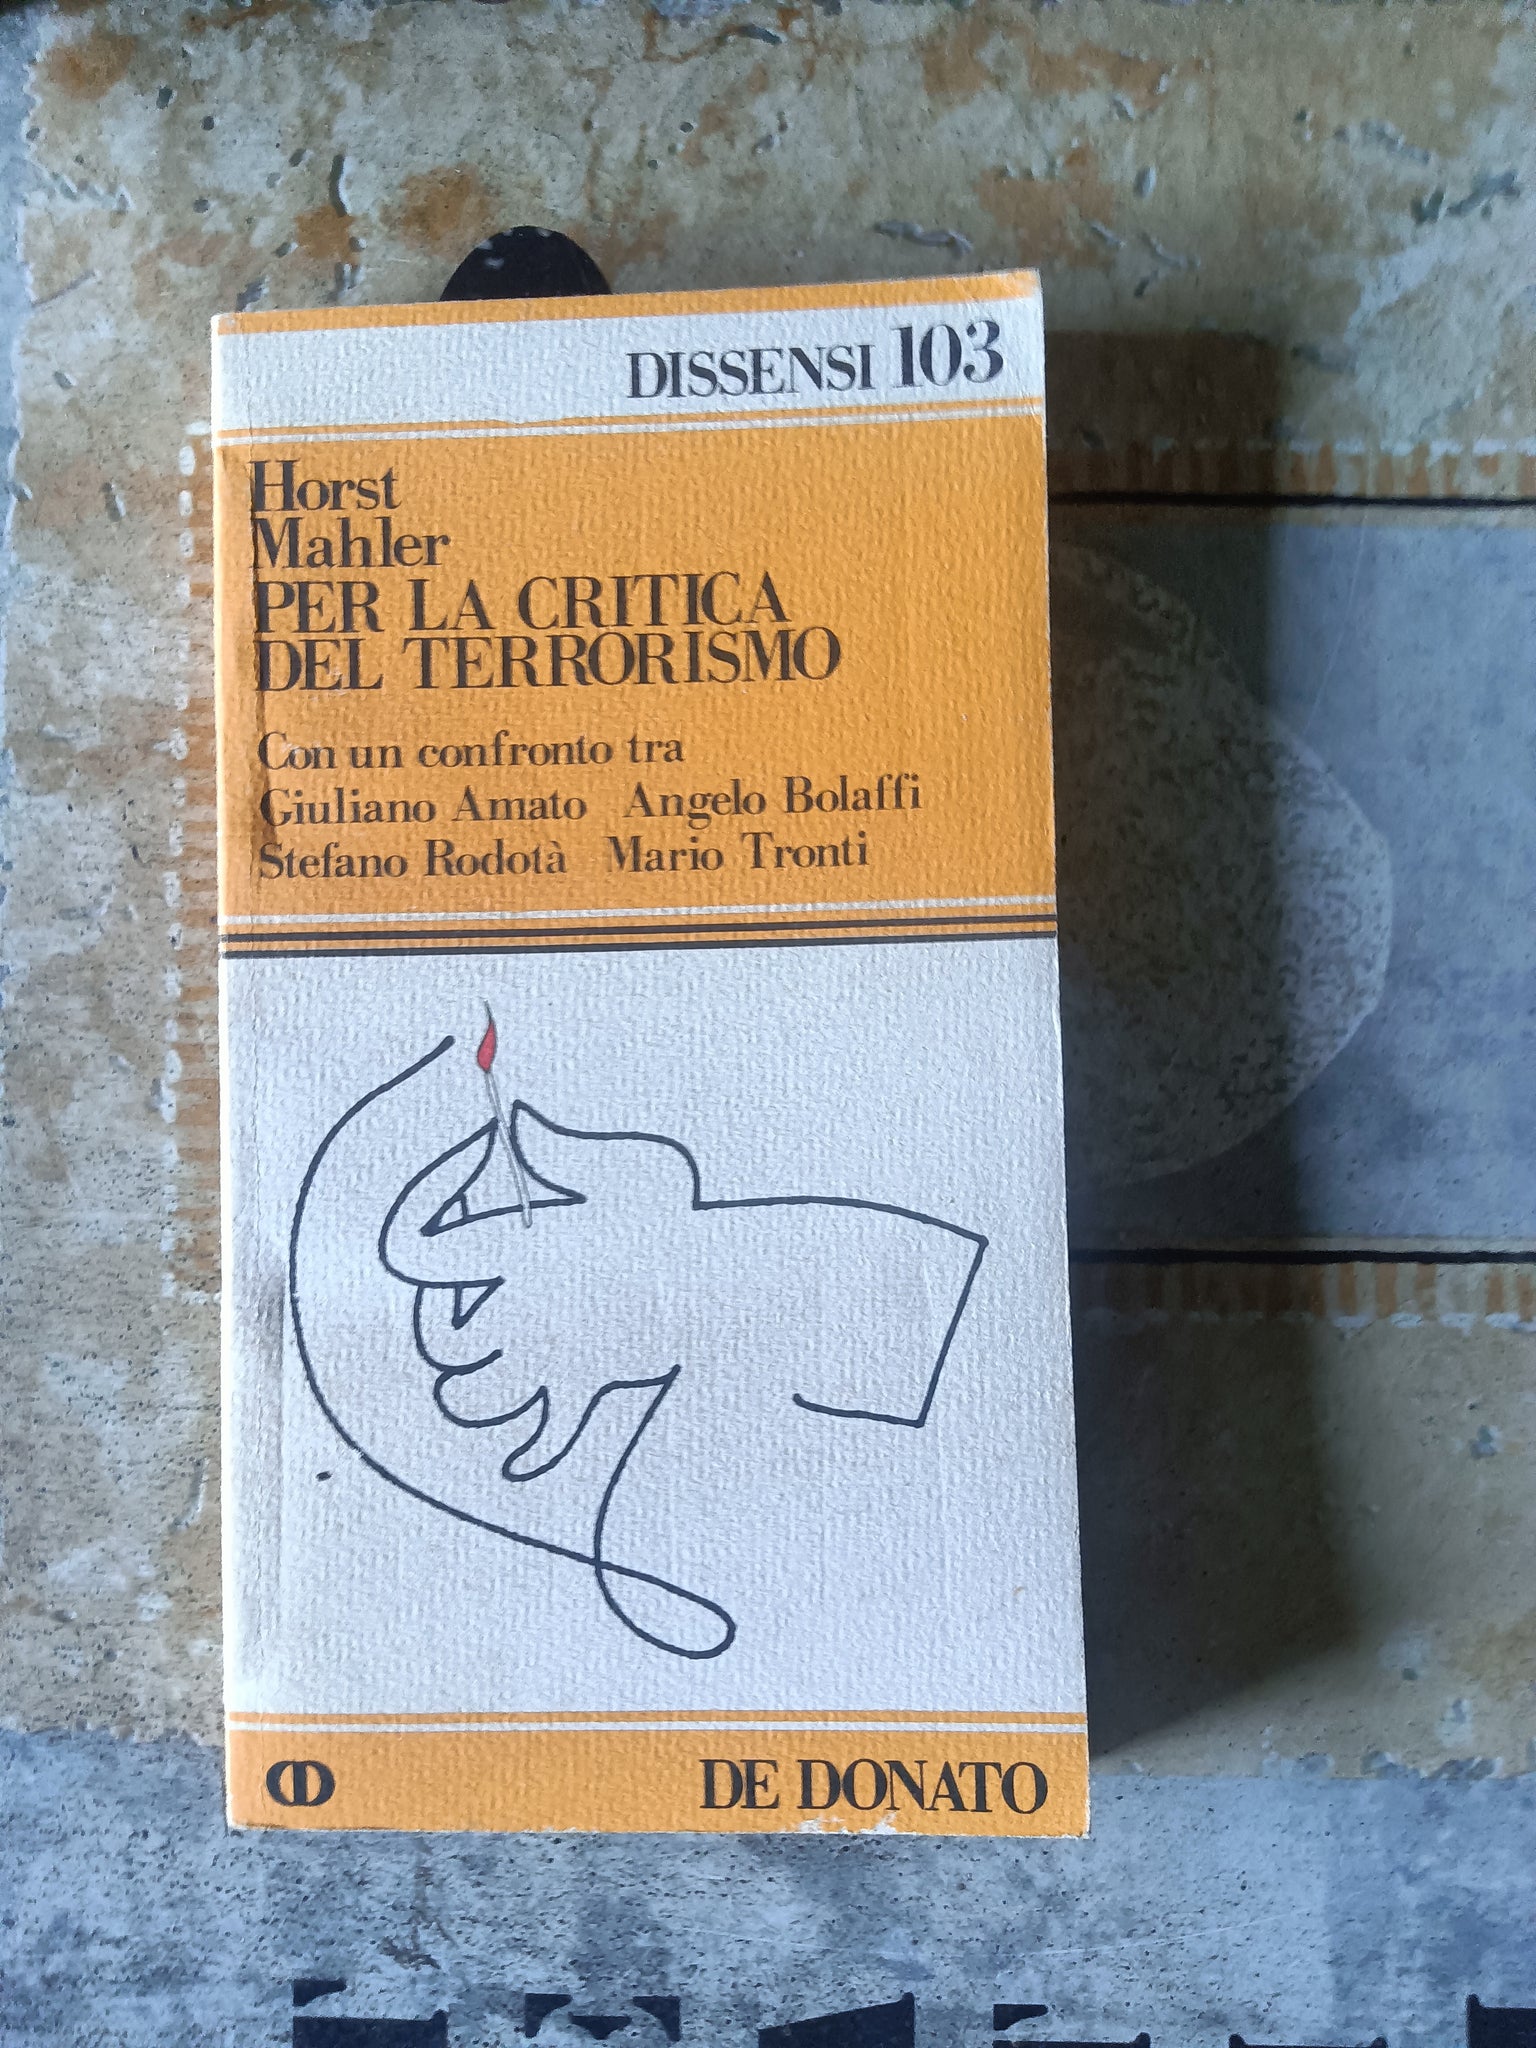 DISSENSI 103
Horst
Mahler
PER LA CRITICA
DEL TERRORISMO
Con un confronto tra
Giuliano Amato Angelo Bolaffi
Stefano Rodotà Mario Tronti
DE DONATO